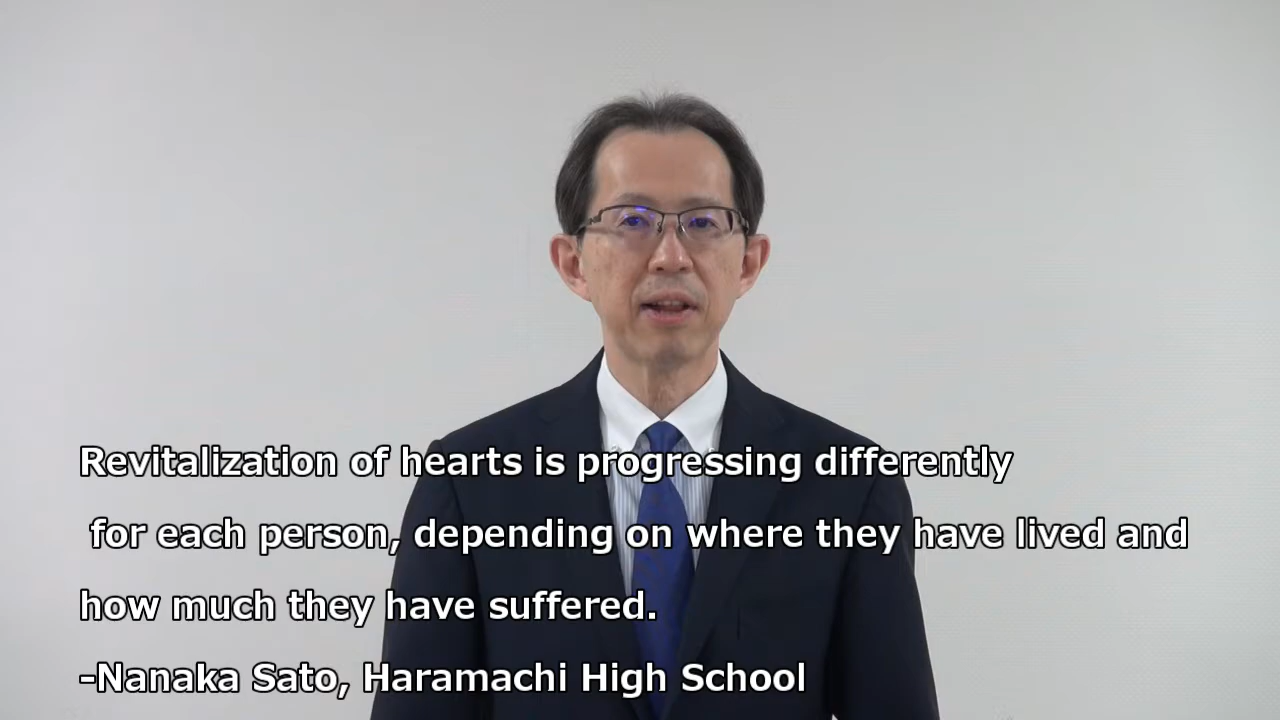 Revitalization of hearts is progressing differently
for each person, depending on where they have lived and
how much they have suffered.
-Nanaka Sato, Haramachi High School